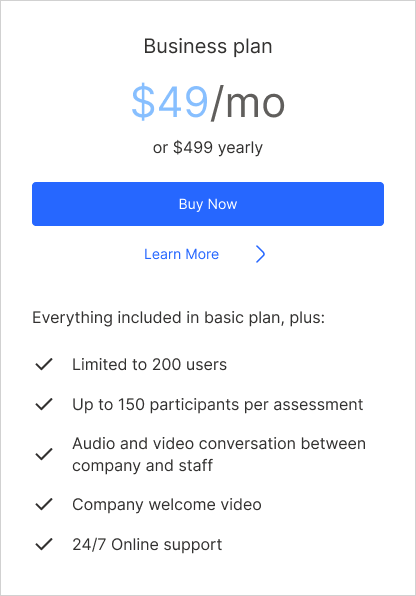 Business plan
$49/mo
or $499 yearly
Buy Now
Learn More
Everything included in basic plan, plus:
Limited to 200 users
Up to 150 participants per assessment
Audio and video conversation between
company and staff
Company welcome video
24/7 Online support